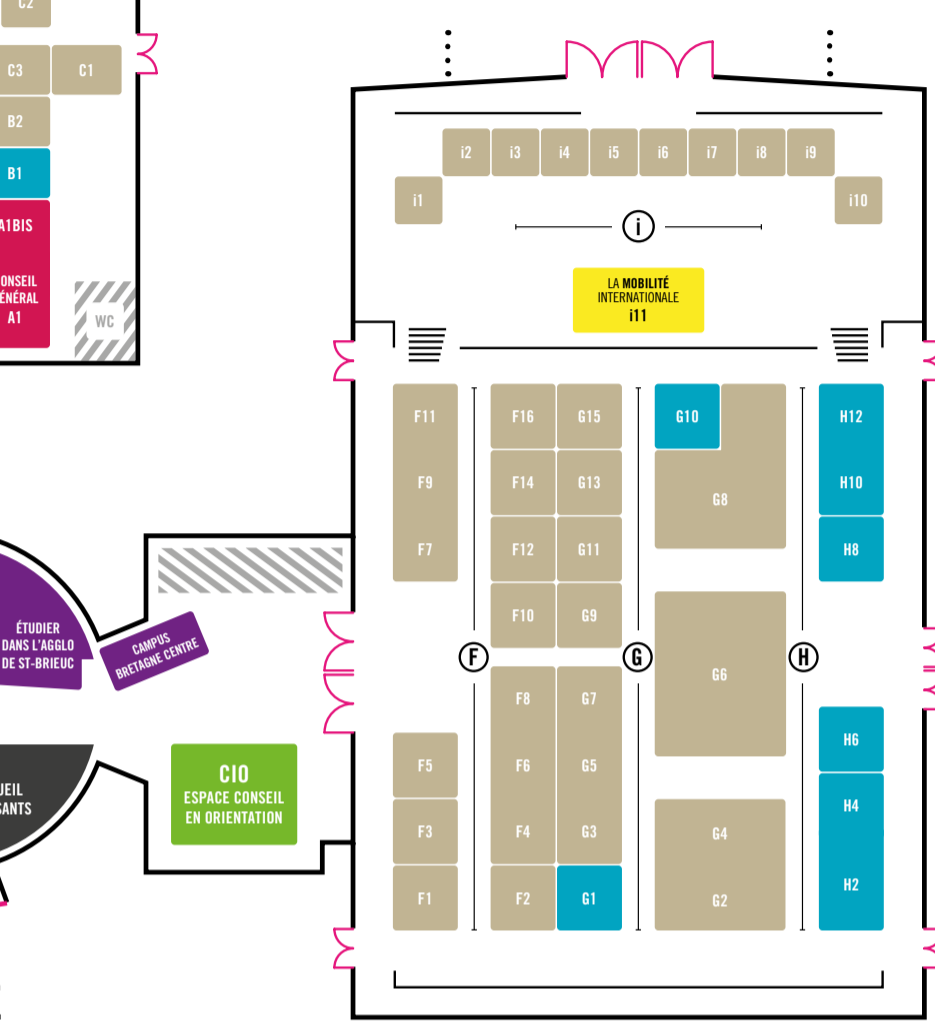 C2
C3
C1
B2
B1
A1BIS
A1
WC
i2
i3
i4
i5
i6
i7
i8
i9
i1
i10
i
LA MOBILITÉ
INTERNATIONALE
i11
F11
F16
G15
G10
H12
F9
F14
G13
G8
H10
F7
F12
G11
H8
F10
G9
F
G
H
G6
F8
G7
H6
F5
F6
G5
H4
F3
F4
G3
G4
H2
F1
F2
G1
G2
ÉTUDIER
DANS L'AGGLO
DE ST-BRIEUC
CAMPUS
BRETAGNE CENTRE
CIO
ESPACE CONSEIL
EN ORIENTATION